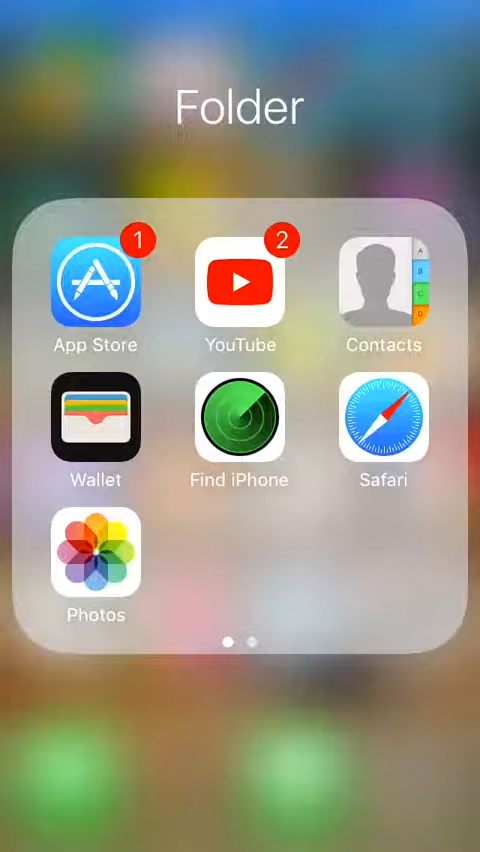 Folder
1
2
App Store
YouTube
Contacts
A
B
C
D
Wallet
Find iPhone
Safari
Photos